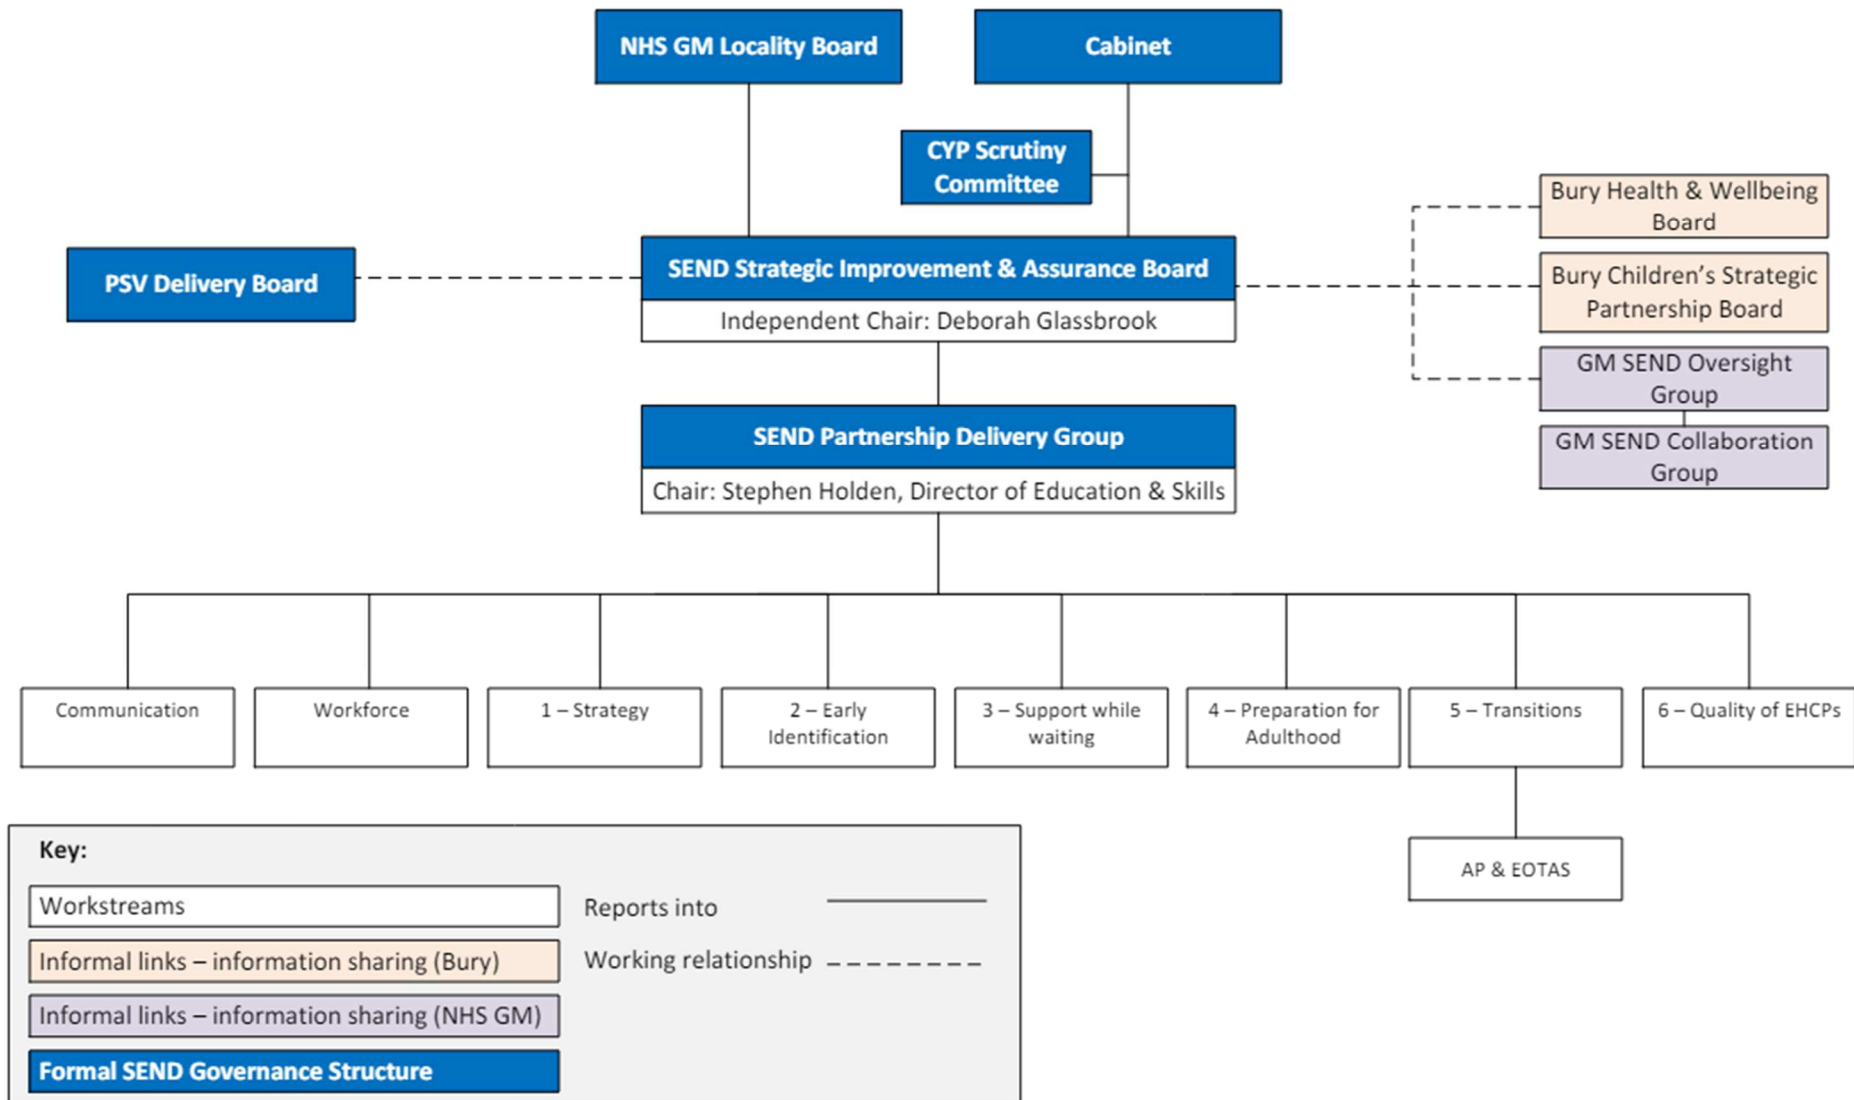 NHS GM Locality Board
Cabinet
CYP Scrutiny
Committee
Bury Health & Wellbeing
Board
PSV Delivery Board
SEND Strategic Improvement & Assurance Board
Independent Chair: Deborah Glassbrook
Bury Children’s Strategic
Partnership Board
GM SEND Oversight
Group
GM SEND Collaboration
Group
SEND Partnership Delivery Group
Chair: Stephen Holden, Director of Education & Skills
Communication
Workforce
1 – Strategy
2 – Early
Identification
3 – Support while
waiting
4 – Preparation for
Adulthood
5 – Transitions
6 – Quality of EHCPs
AP & EOTAS
Key:
Workstreams
Informal links – information sharing (Bury)
Informal links – information sharing (NHS GM)
Formal SEND Governance Structure
Reports into
Working relationship